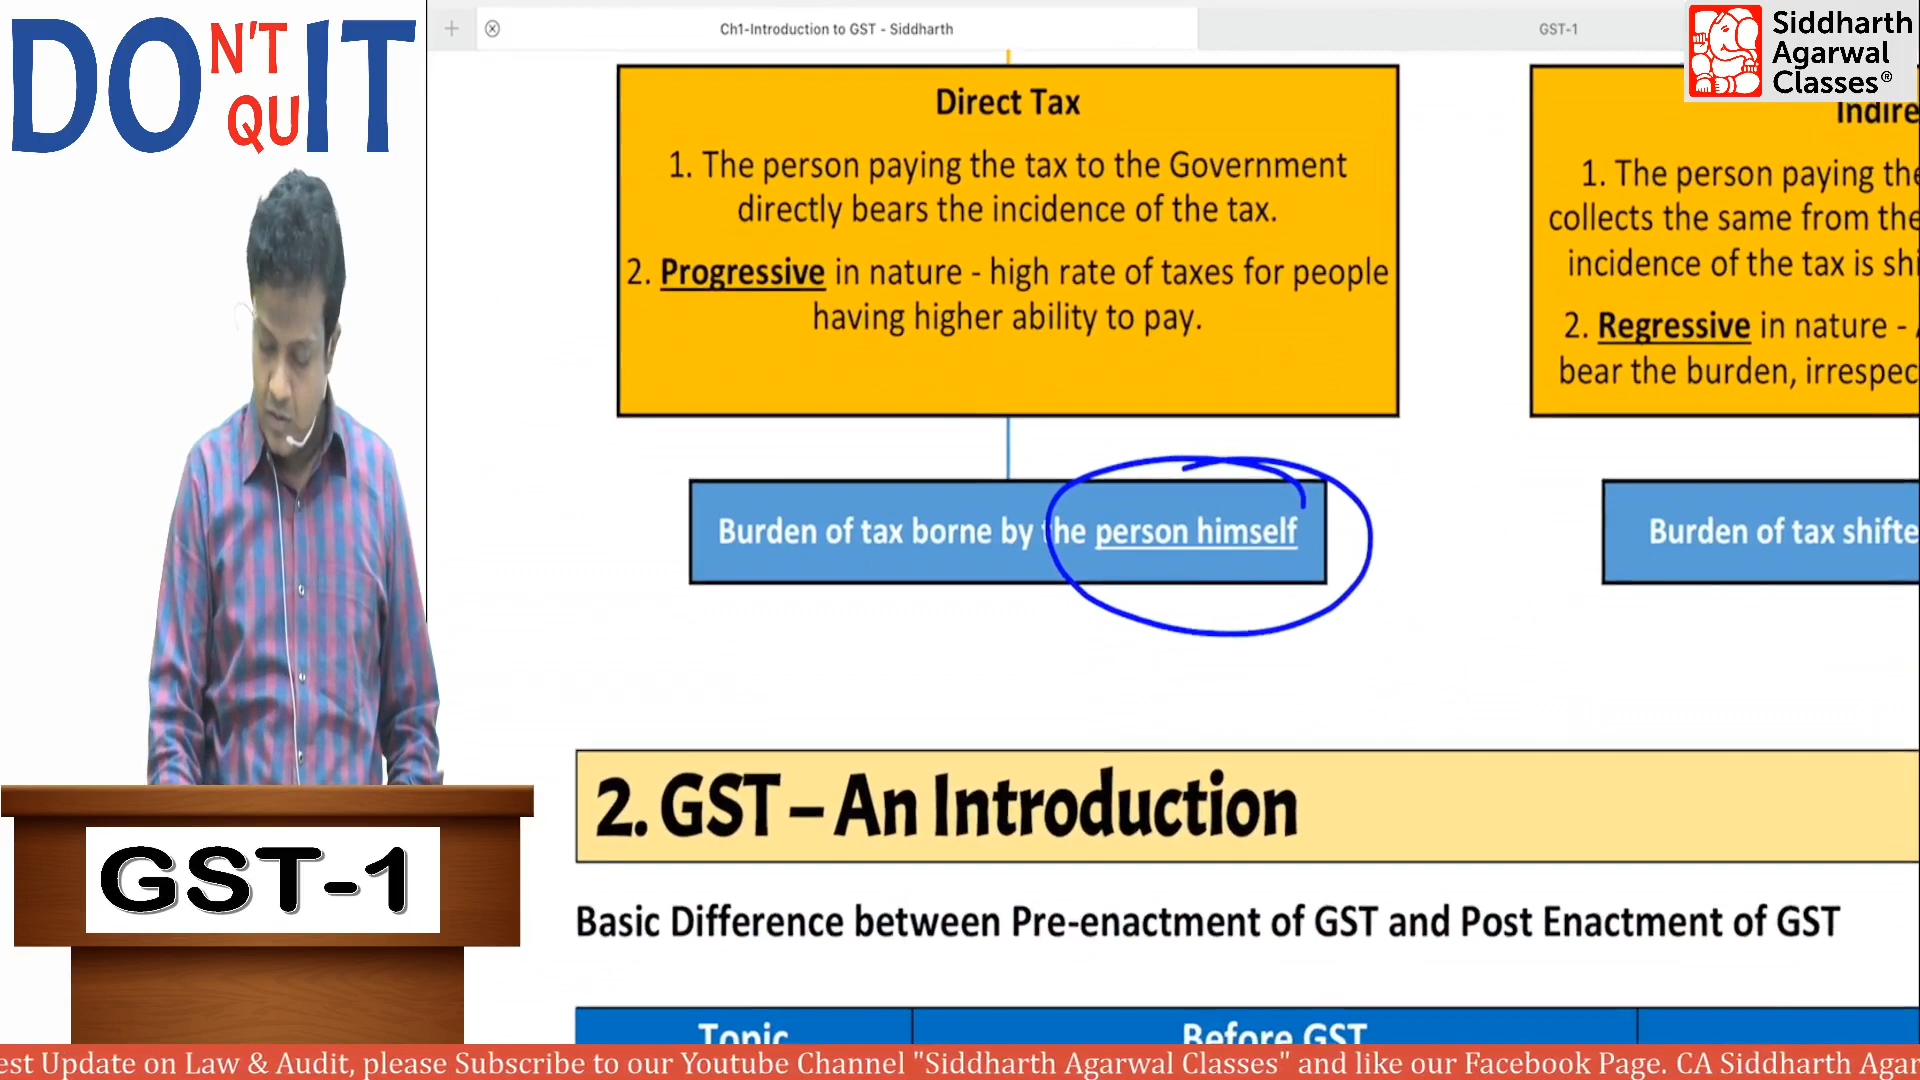 DON'T QUIT
Ch1-Introduction to GST - Siddharth
GST-1
Siddharth
Agarwal
Classes®
Direct Tax
1. The person paying the tax to the Government
directly bears the incidence of the tax.
2. Progressive in nature - high rate of taxes for people
having higher ability to pay.
Burden of tax borne by the person himself
1. The person paying the
collects the same from the
incidence of the tax is
2. Regressive in nature -
bear the burden,
Burden of tax
2. GST – An Introduction
Basic Difference between Pre-enactment of GST and Post Enactment of GST
Topic
Before GST
GST-1
Update on Law & Audit, please Subscribe to our Youtube Channel "Siddharth Agarwal Classes" and like our Facebook Page. CA Siddharth